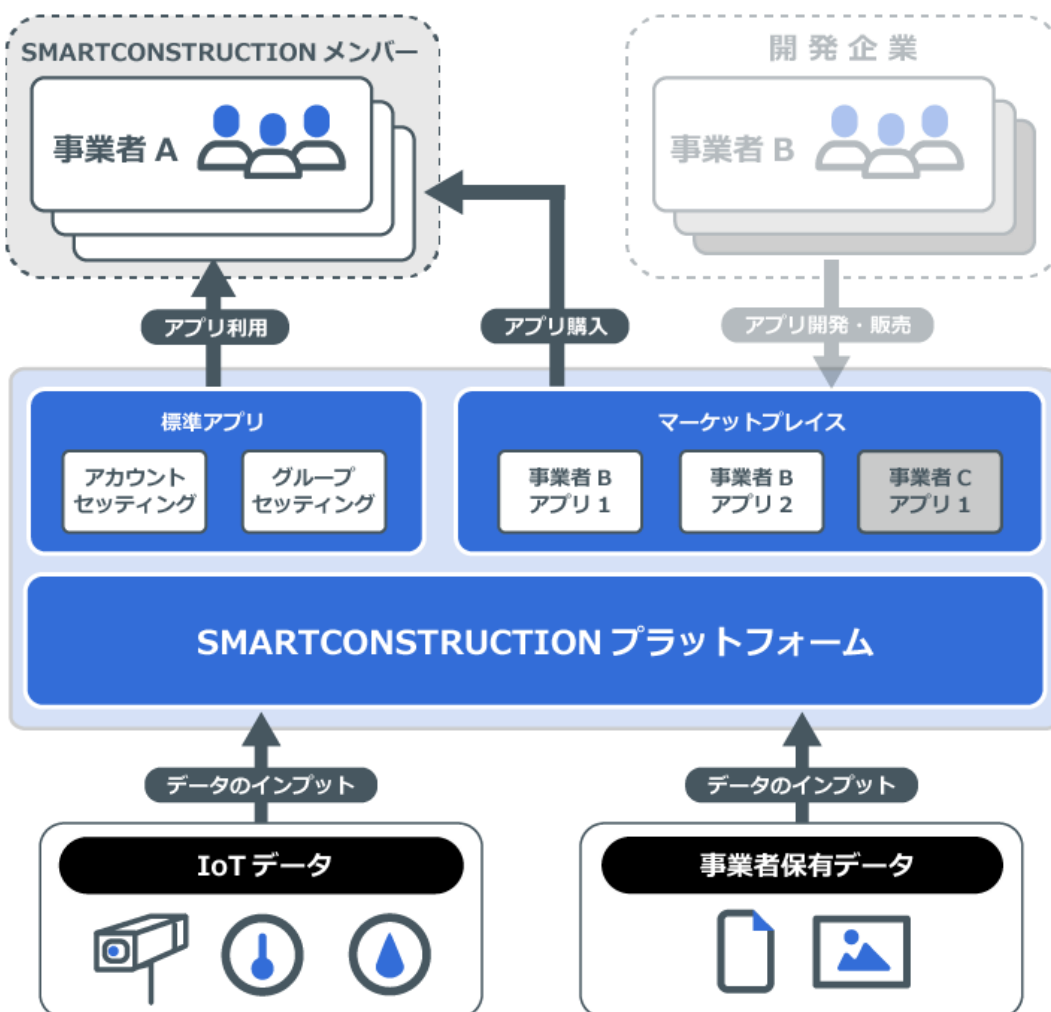 SMARTCONSTRUCTION メンバー
事業者 A
開発企業
事業者 B
アプリ利用
アプリ購入
アプリ開発・販売
標準アプリ
アカウント
セッティング
グループ
セッティング
マーケットプレイス
事業者 B
アプリ 1
事業者 B
アプリ 2
事業者 C
アプリ 1
SMARTCONSTRUCTION プラットフォーム
データのインプット
データのインプット
IoT データ
事業者保有データ